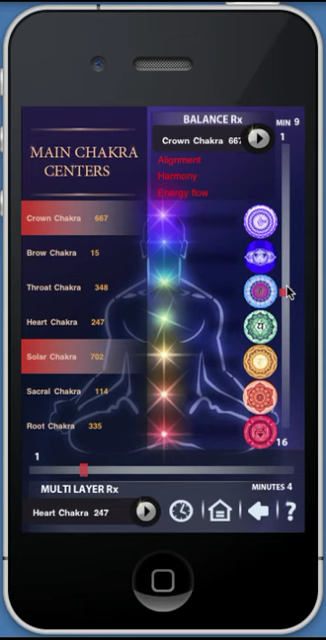 BALANCE Rx
MIN 9
Crown Chakra 667
1
MAIN CHAKRA
CENTERS
Alignment
Harmony
Energy flow
Crown Chakra 667
Brow Chakra 15
Throat Chakra 348
Heart Chakra 247
Solar Chakra 702
Sacral Chakra 114
Root Chakra 335
16
1
MULTI LAYER Rx
MINUTES 4
Heart Chakra 247
?